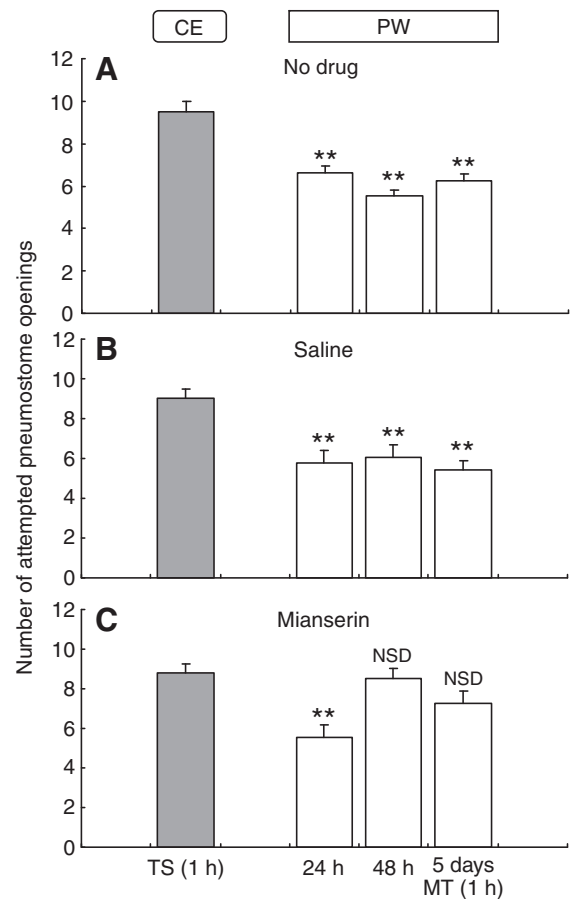 CE PW
12 A No drug
10
8 ** ** **
6
4
2
0
12 B Saline
10
8 ** ** **
6
4
2
0
12 C Mianserin
10 NSD NSD
8 **
6
4
2
0
Number of attempted pneumostome openings
TS (1 h) 24 h 48 h 5 days
MT (1 h)